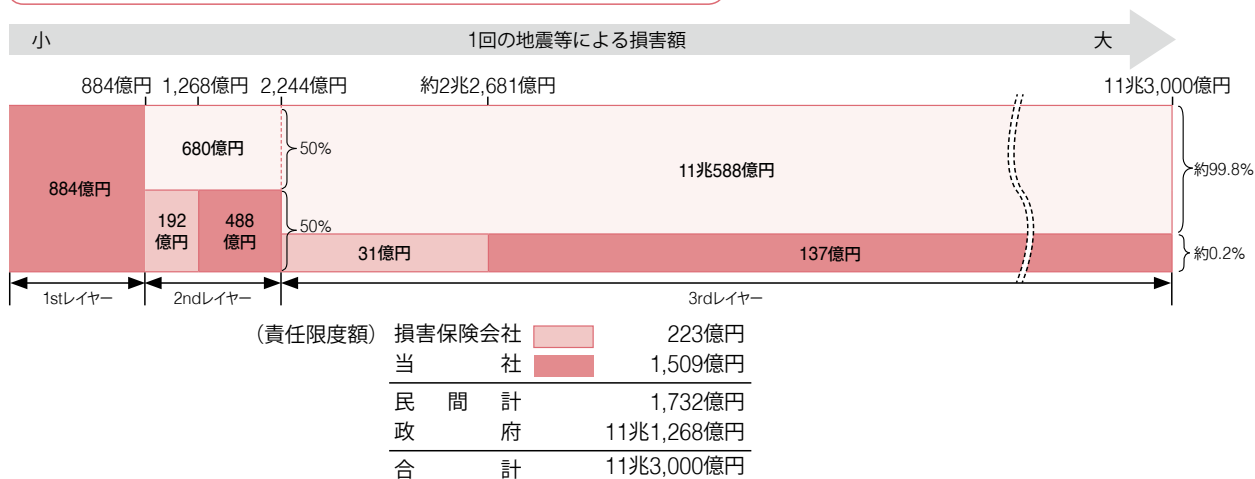 小 1回の地震等による損害額 大
884億円 1,268億円 2,244億円 約2兆2,681億円 11兆3,000億円
680億円 50% 11兆588億円 約99.8%
884億円
192億円 488億円 50%
31億円 137億円 約0.2%
1stレイヤー 2ndレイヤー 3rdレイヤー
（責任限度額） 損害保険会社 223億円
当社 1,509億円
民間計 1,732億円
政府 11兆1,268億円
合計 11兆3,000億円